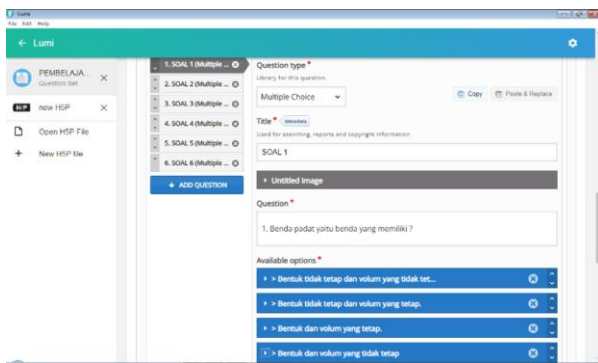 Lumi
File Edit Help
← Lumi
PEMBELAJA...
Question Set
H5P new H5P
Open H5P File
+ New H5P file
1. SOAL 1 (Multiple ...
2. SOAL 2 (Multiple ...
3. SOAL 3 (Multiple ...
4. SOAL 4 (Multiple ...
5. SOAL 5 (Multiple ...
6. SOAL 6 (Multiple ...
+ ADD QUESTION
Question type *
Library for this question.
Multiple Choice
Copy
Paste & Replace
Title * Metadata
Used for searching, reports and copyright information
SOAL 1
Untitled Image
Question *
1. Benda padat yaitu benda yang memiliki ?
Available options *
> Bentuk tidak tetap dan volum yang tidak tet...
> Bentuk tidak tetap dan volum yang tetap.
> Bentuk dan volum yang tetap.
> Bentuk dan volum yang tidak tetap